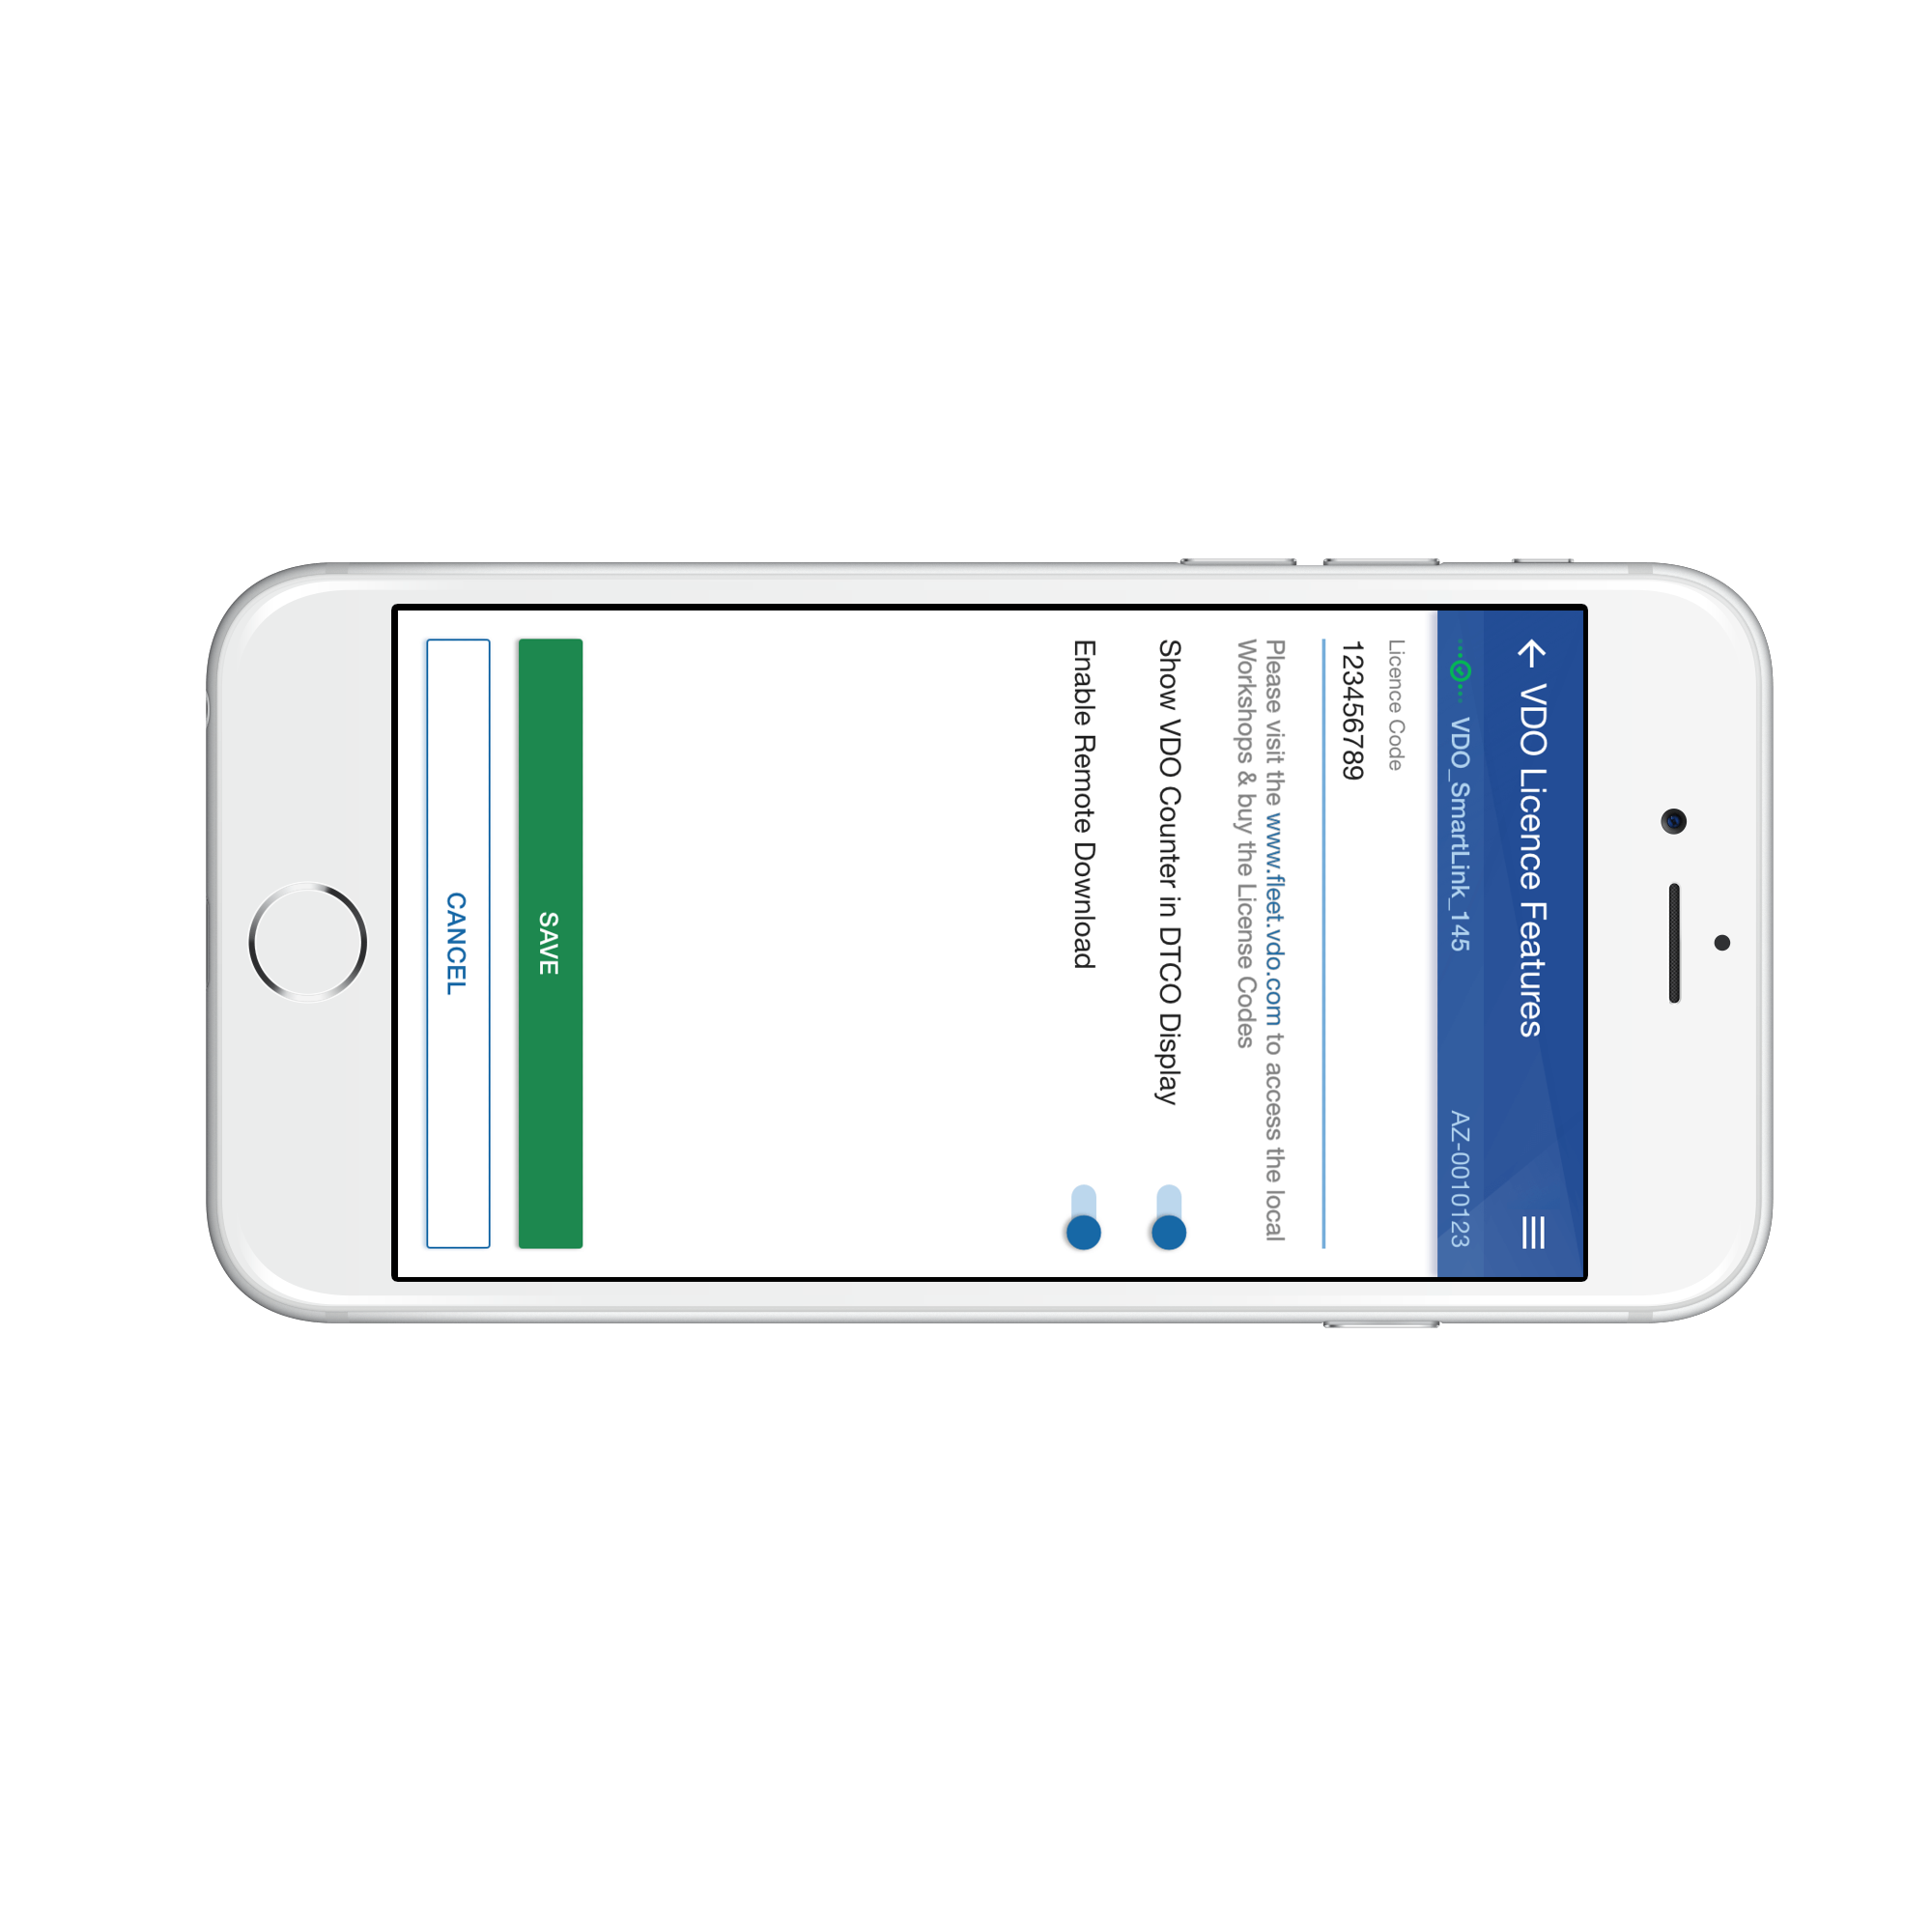 VDO Licence Features
VDO_SmartLink_145 AZ-0010123
Licence Code
123456789
Please visit the www.fleet.vdo.com to access the local
Workshops & buy the License Codes
Show VDO Counter in DTCO Display
Enable Remote Download
SAVE
CANCEL